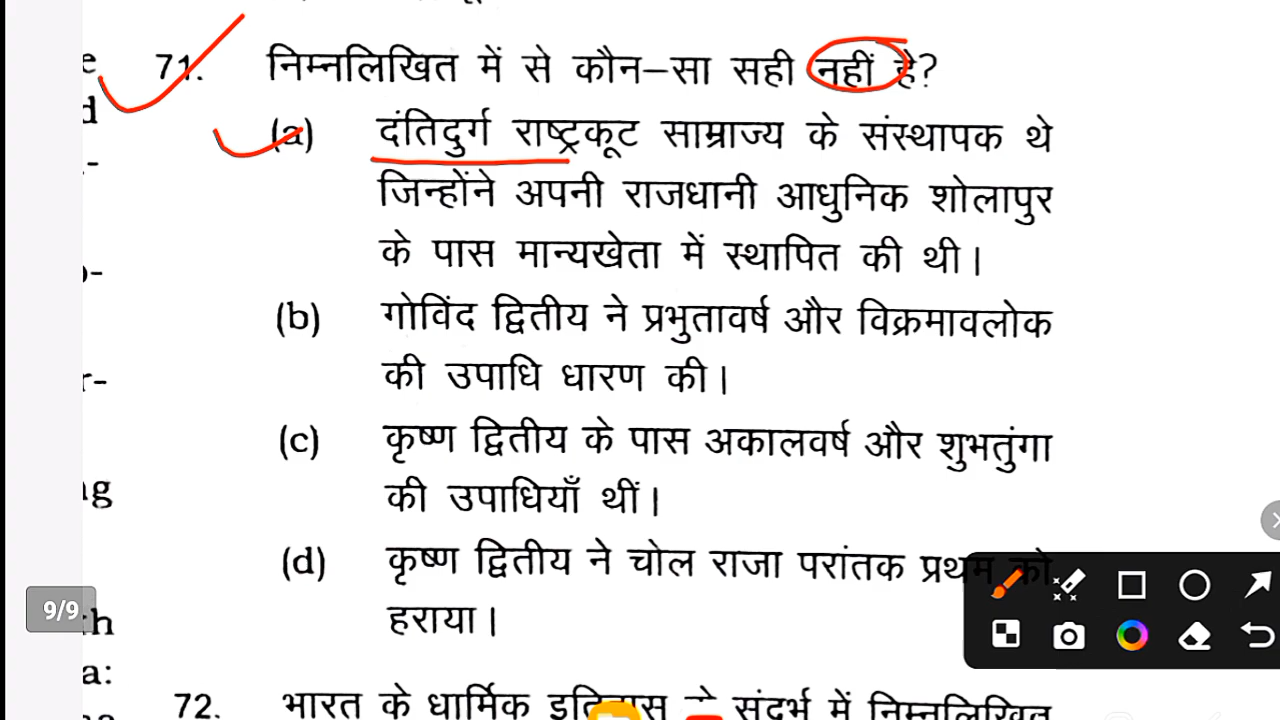 e
71. निम्नलिखित में से कौन–सा सही नहीं है?
d
(a) दंतिदुर्ग राष्ट्रकूट साम्राज्य के संस्थापक थे
जिन्होंने अपनी राजधानी आधुनिक शोलापुर
के पास मान्यखेता में स्थापित की थी।
(b) गोविंद द्वितीय ने प्रभुतावर्ष और विक्रमावलोक
की उपाधि धारण की।
r-
(c) कृष्ण द्वितीय के पास अकालवर्ष और शुभतुंगा
की उपाधियाँ थीं।
(d) कृष्ण द्वितीय ने चोल राजा परांतक प्रथम को
हराया।
9/9
a:
72. भारत के धार्मिक इतिहास के संदर्भ में निम्नलिखित